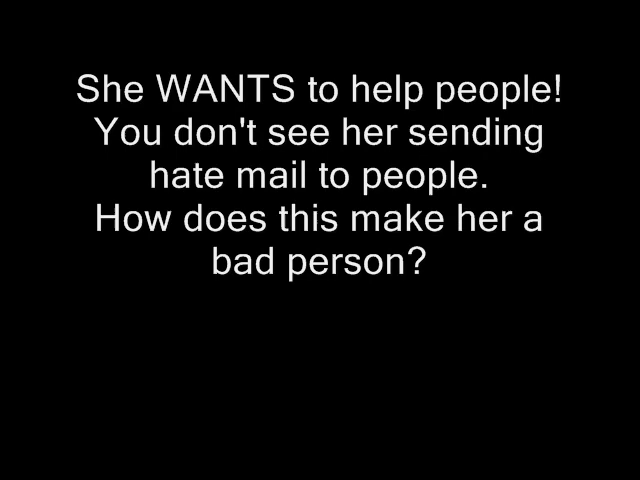 She WANTS to help people!
You don't see her sending
hate mail to people.
How does this make her a
bad person?